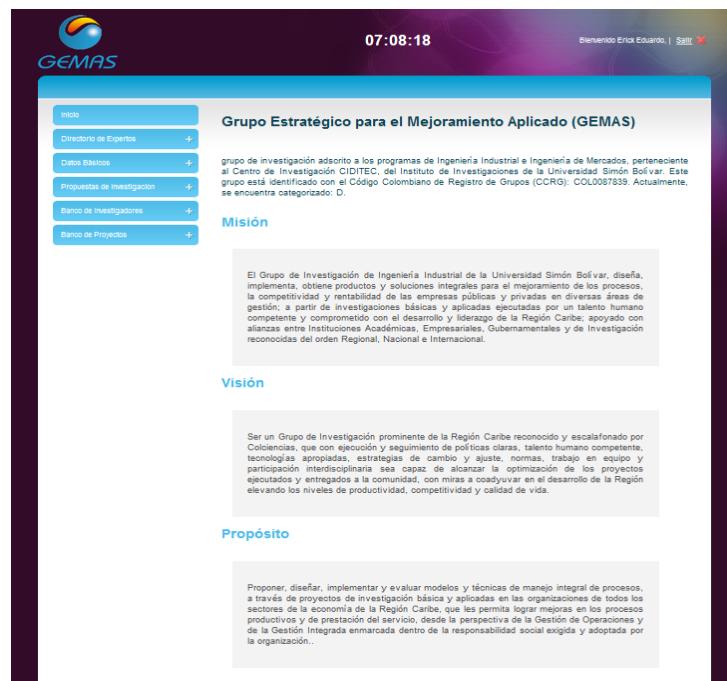 GEMAS
07:08:18
Bienvenido Erick Eduardo, | Salir
Inicio
Directorio de Expertos +
Datos Básicos +
Propuestas de Investigación +
Banco de Investigadores +
Banco de Proyectos +
Grupo Estratégico para el Mejoramiento Aplicado (GEMAS)
grupo de investigación adscrito a los programas de Ingeniería Industrial e Ingeniería de Mercados, perteneciente
al Centro de Investigación CIDITEC, del Instituto de Investigaciones de la Universidad Simón Bolívar. Este
grupo está identificado con el Código Colombiano de Registro de Grupos (CCRG): COL0087839. Actualmente,
se encuentra categorizado: D.
Misión
El Grupo de Investigación de Ingeniería Industrial de la Universidad Simón Bolívar, diseña,
implementa, obtiene productos y soluciones integrales para el mejoramiento de los procesos,
la competitividad y rentabilidad de las empresas públicas y privadas en diversas áreas de
gestión; a partir de investigaciones básicas y aplicadas ejecutadas por un talento humano
competente y comprometido con el desarrollo y liderazgo de la Región Caribe; apoyado con
alianzas entre Instituciones Académicas, Empresariales, Gubernamentales y de Investigación
reconocidas del orden Regional, Nacional e Internacional.
Visión
Ser un Grupo de Investigación prominente de la Región Caribe reconocido y escalafonado por
Colciencias, que con ejecución y seguimiento de políticas claras, talento humano competente,
tecnologías apropiadas, estrategias de cambio y ajuste, normas, trabajo en equipo y
participación interdisciplinaria sea capaz de alcanzar la optimización de los proyectos
ejecutados y entregados a la comunidad, con miras a coadyuvar en el desarrollo de la Región
elevando los niveles de productividad, competitividad y calidad de vida.
Propósito
Proponer, diseñar, implementar y evaluar modelos y técnicas de manejo integral de procesos,
a través de proyectos de investigación básica y aplicadas en las organizaciones de todos los
sectores de la economía de la Región Caribe, que les permita lograr mejoras en los procesos
productivos y de prestación del servicio, desde la perspectiva de la Gestión de Operaciones y
de la Gestión Integrada enmarcada dentro de la responsabilidad social exigida y adoptada por
la organización..